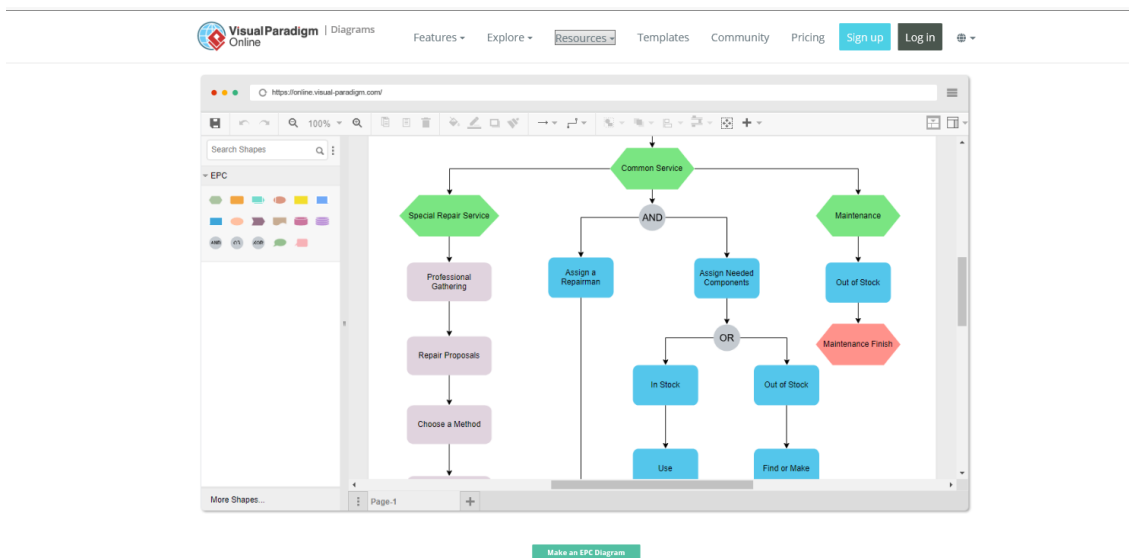 Visual Paradigm | Diagrams
Online
Features
Explore
Resources
Templates
Community
Pricing
Sign up
Log in
https://online.visual-paradigm.com/
100%
Search Shapes
EPC
AND
More Shapes...
Page-1
Common Service
Special Repair Service
AND
Maintenance
Professional
Gathering
Assign a
Repairman
Assign Needed
Components
Out of Stock
OR
Maintenance Finish
Repair Proposals
In Stock
Out of Stock
Choose a Method
Use
Find or Make
Make an EPC Diagram